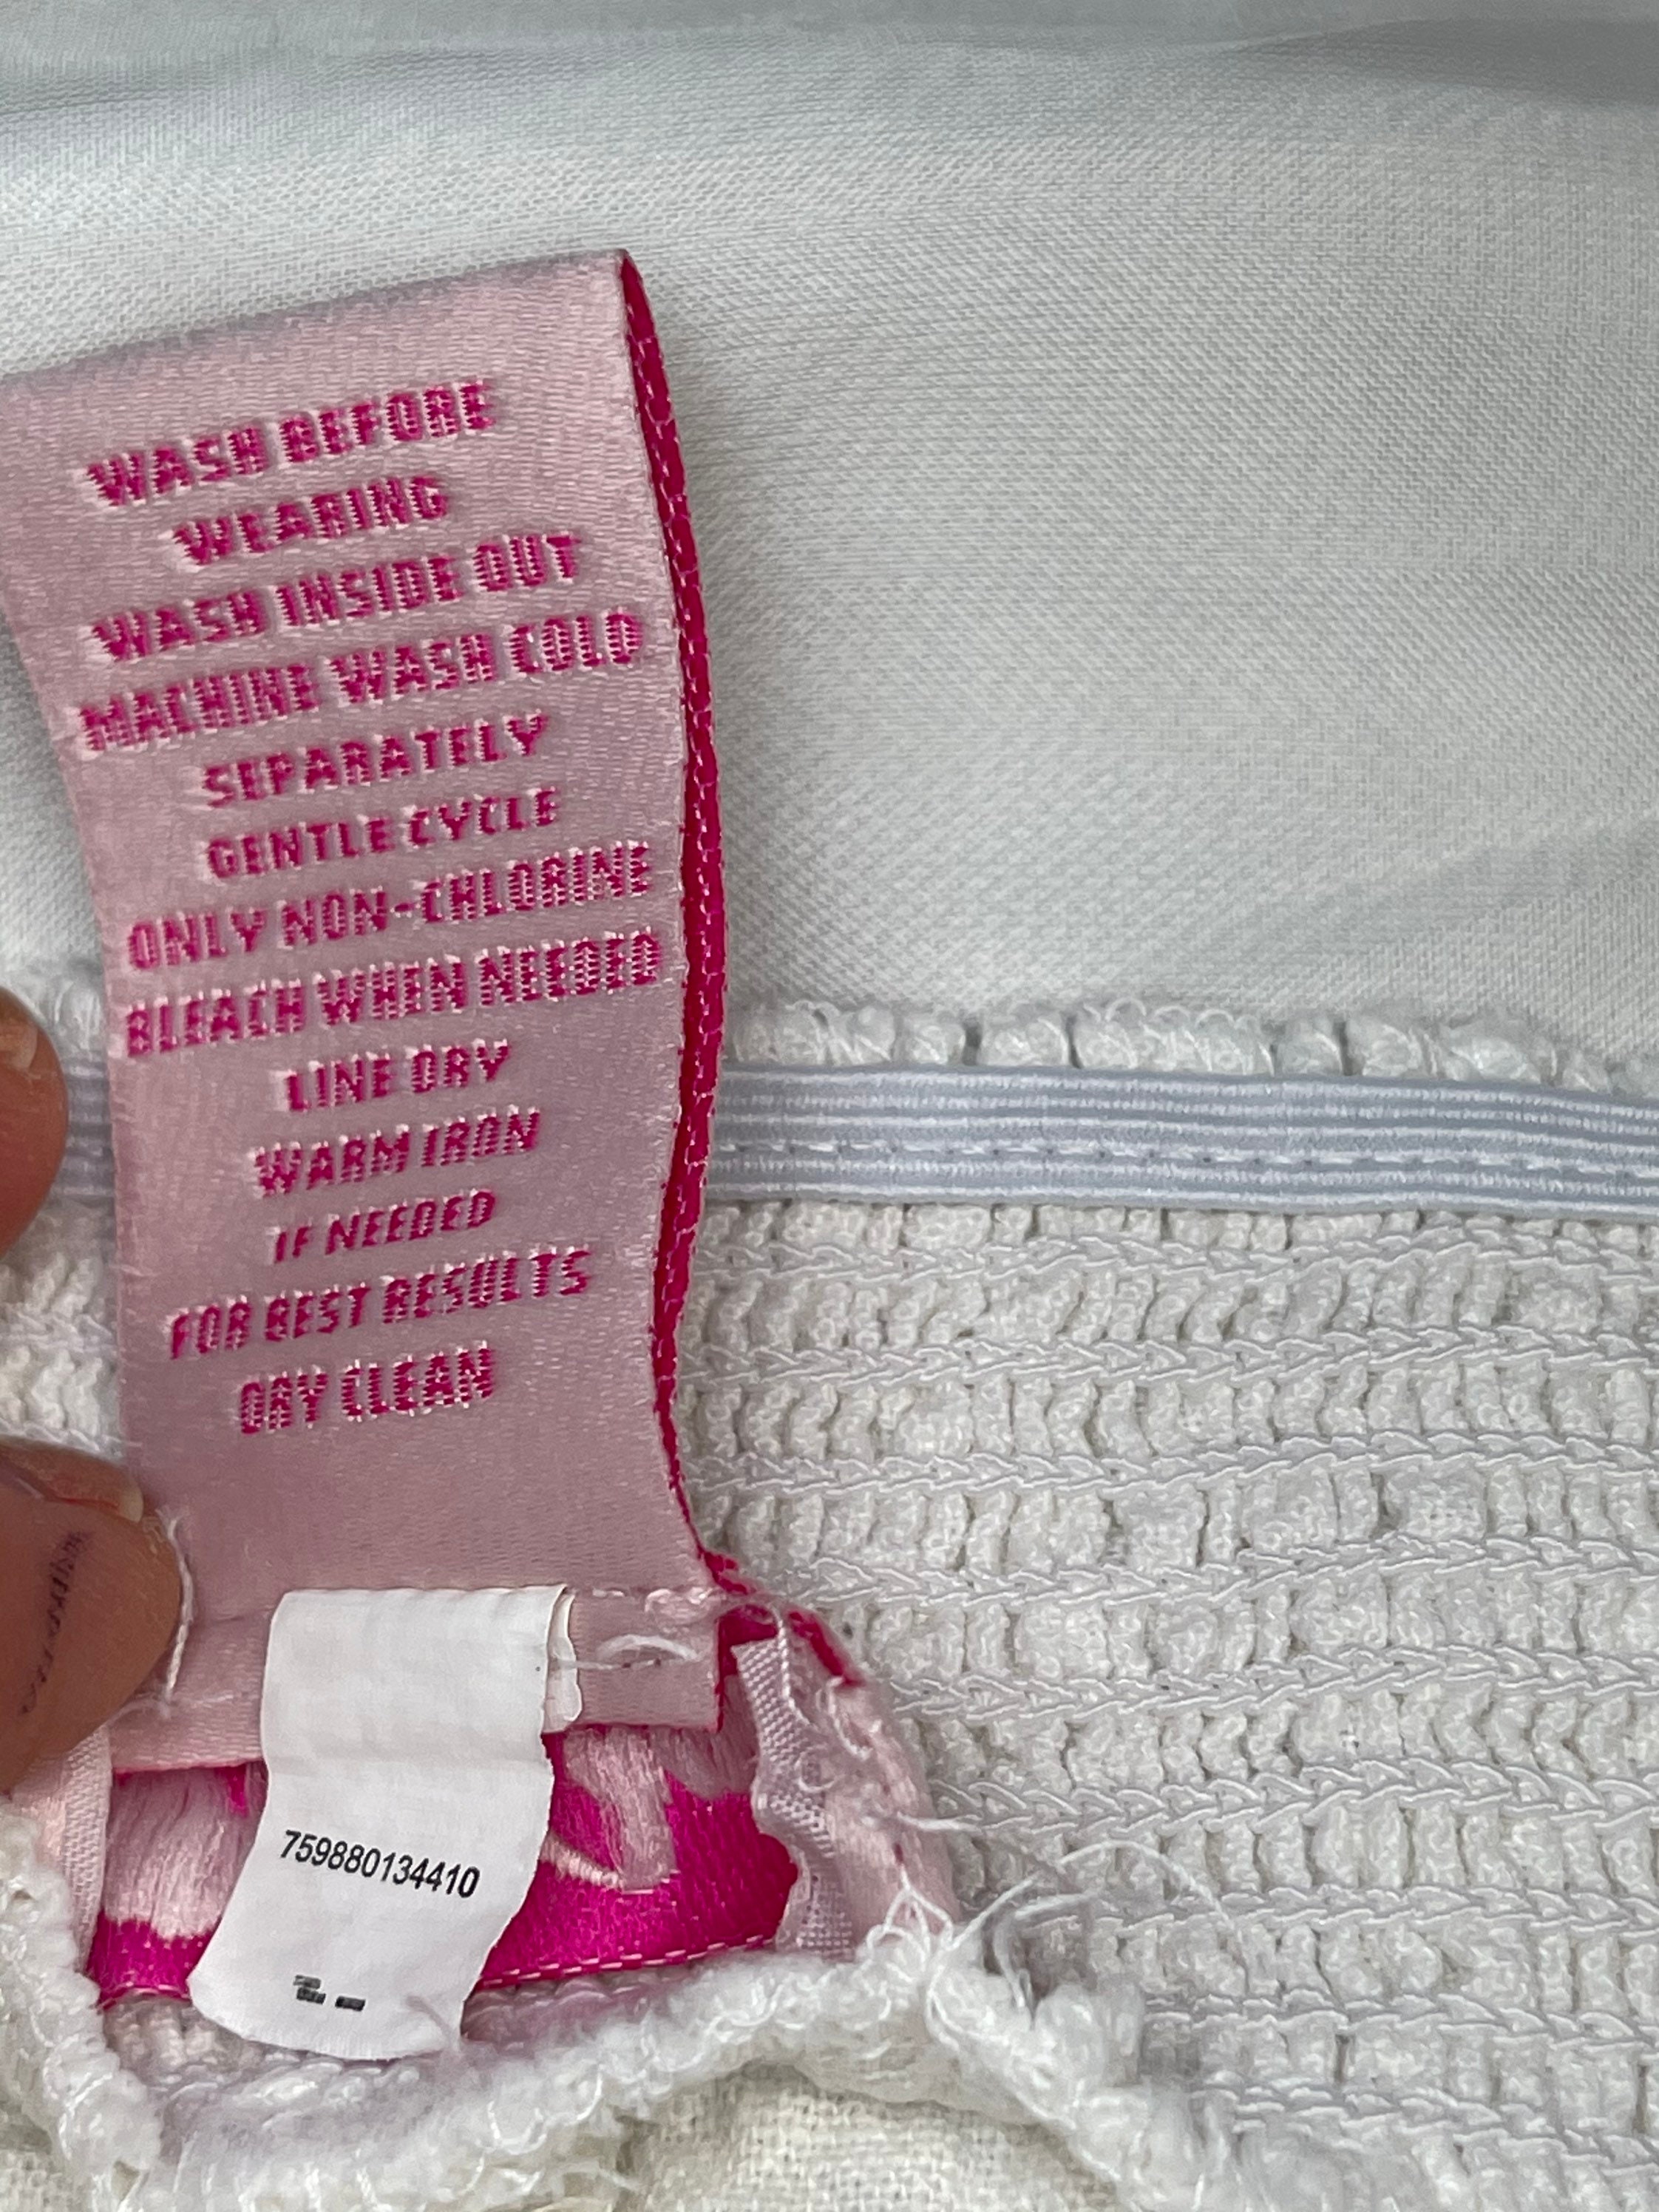 WASH BEFORE
WEARING
WASH INSIDE OUT
MACHINE WASH COLD
SEPARATELY
GENTLE CYCLE
ONLY NON-CHLORINE
BLEACH WHEN NEEDED
LINE DRY
WARM IRON
IF NEEDED
FOR BEST RESULTS
DRY CLEAN
759880134410